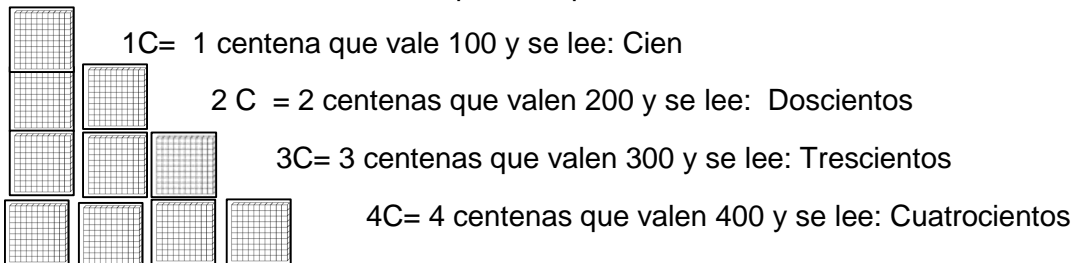 1C= 1 centena que vale 100 y se lee: Cien
2 C = 2 centenas que valen 200 y se lee: Doscientos
3C= 3 centenas que valen 300 y se lee: Trescientos
4C= 4 centenas que valen 400 y se lee: Cuatrocientos